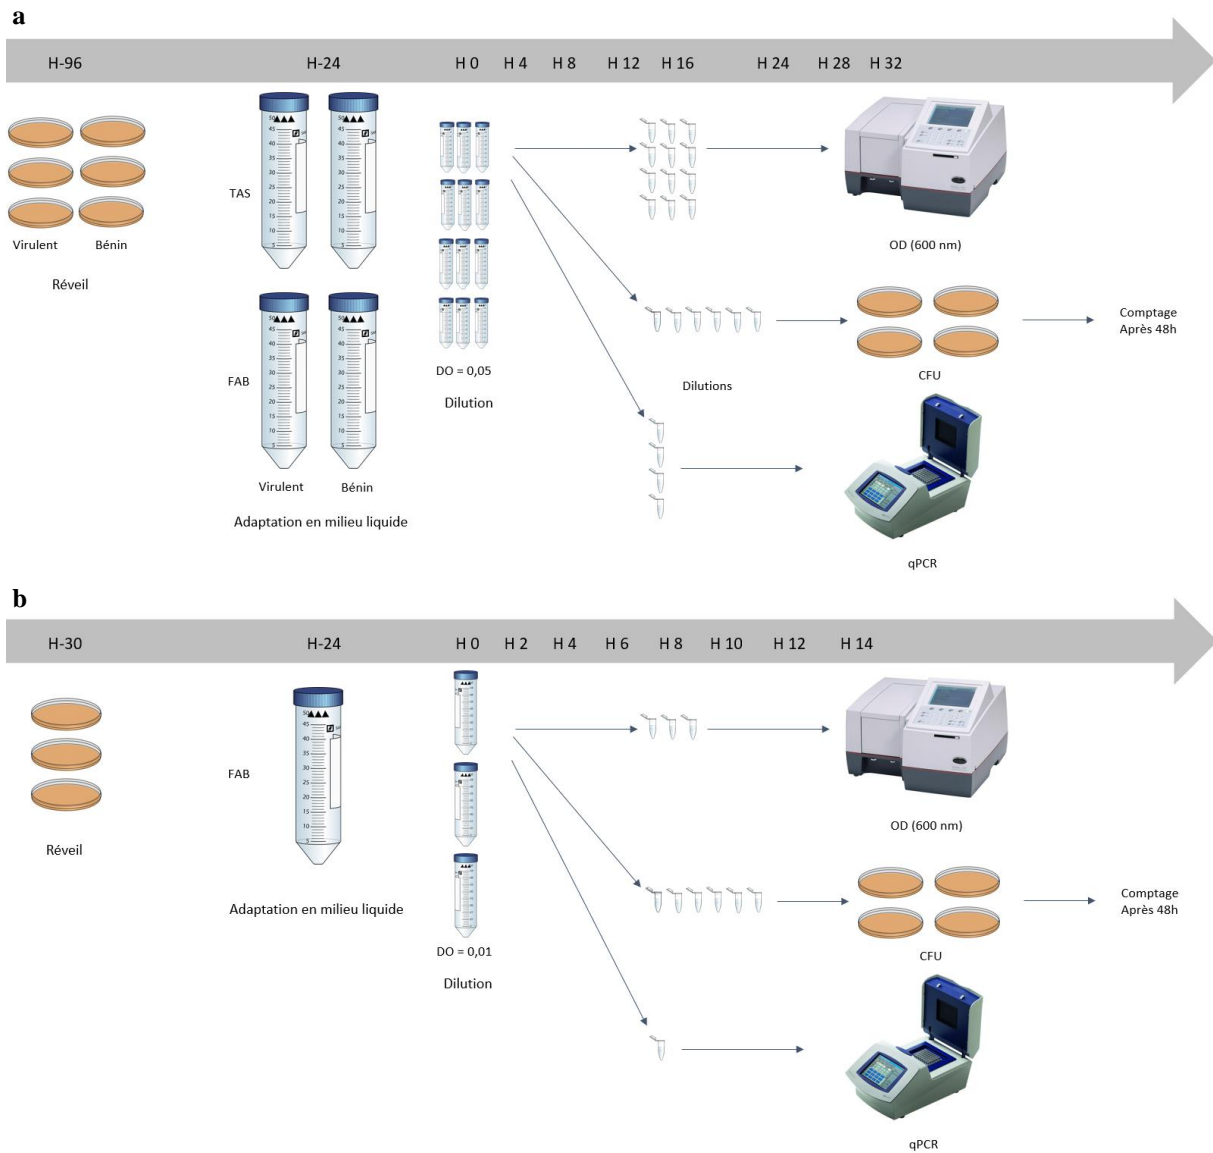 a
H-96 H-24 H 0 H 4 H 8 H 12 H 16 H 24 H 28 H 32
TAS
Virulent Bénin
Réveil
OD (600 nm)
FAB
DO = 0,05
Dilution
Dilutions
CFU
Comptage
Après 48h
Virulent Bénin
Adaptation en milieu liquide
qPCR
b
H-30 H-24 H 0 H 2 H 4 H 6 H 8 H 10 H 12 H 14
FAB
Réveil
OD (600 nm)
Adaptation en milieu liquide
Comptage
Après 48h
DO = 0,01
Dilution
CFU
qPCR